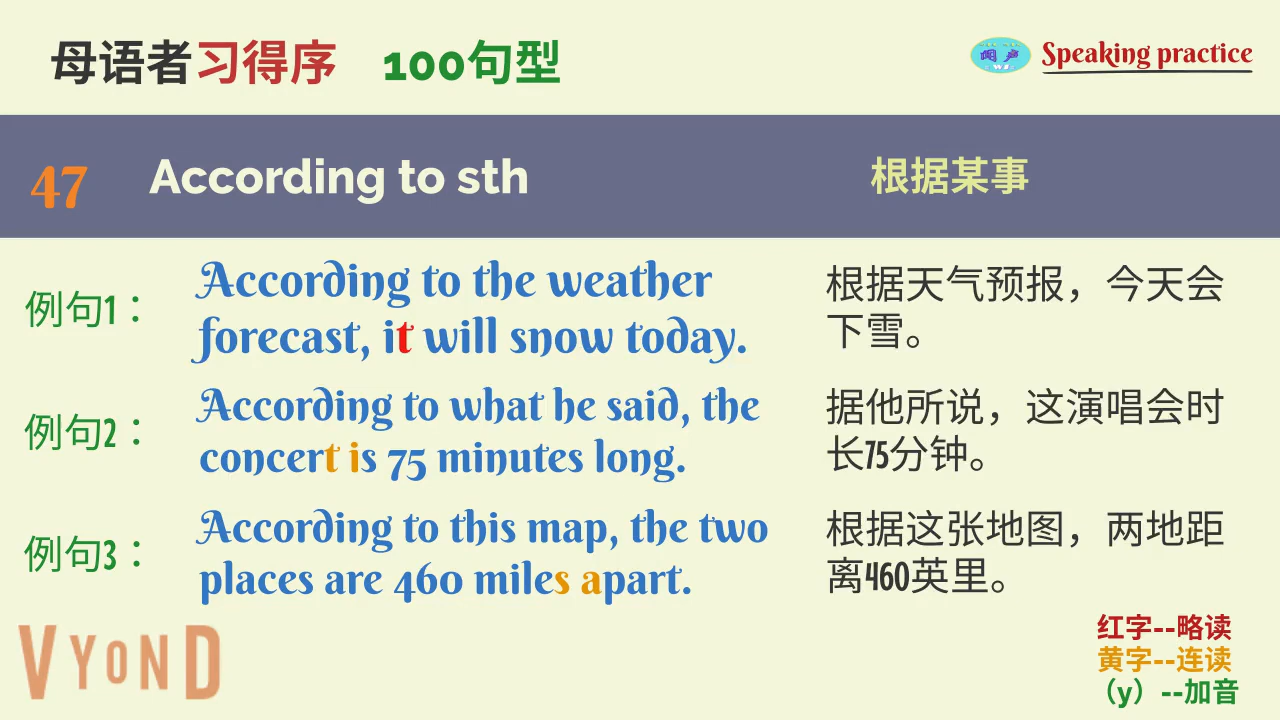 母语者习得序 100句型
Speaking practice
47 According to sth 根据某事
例句1：
According to the weather
forecast, it will snow today.
根据天气预报，今天会
下雪。
例句2：
According to what he said, the
concert is 75 minutes long.
据他所说，这演唱会时
长75分钟。
例句3：
According to this map, the two
places are 460 miles apart.
根据这张地图，两地距
离460英里。
VYOND
红字--略读
黄字--连读
（y）--加音